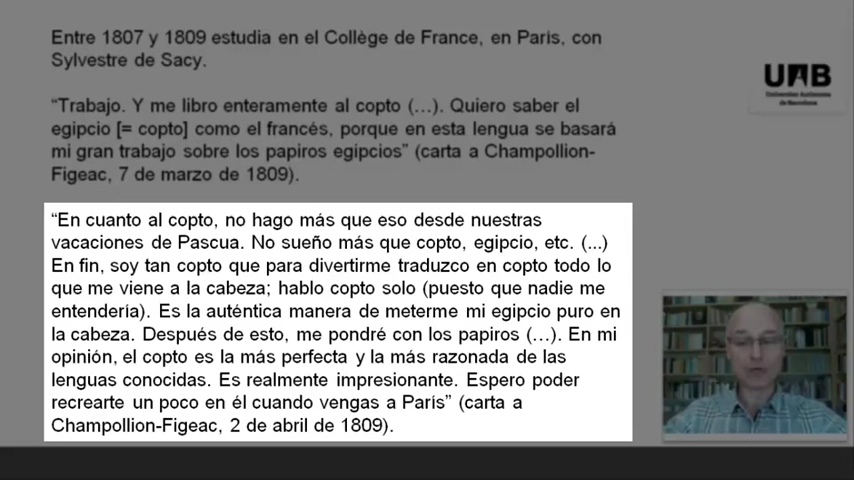 Entre 1807 y 1809 estudia en el Collège de France, en París, con
Sylvestre de Sacy.
“Trabajo. Y me libro enteramente al copto (…). Quiero saber el
egipcio [= copto] como el francés, porque en esta lengua se basará
mi gran trabajo sobre los papiros egipcios” (carta a Champollion-
Figeac, 7 de marzo de 1809).
“En cuanto al copto, no hago más que eso desde nuestras
vacaciones de Pascua. No sueño más que copto, egipcio, etc. (...)
En fin, soy tan copto que para divertirme traduzco en copto todo lo
que me viene a la cabeza; hablo copto solo (puesto que nadie me
entendería). Es la auténtica manera de meterme mi egipcio puro en
la cabeza. Después de esto, me pondré con los papiros (…). En mi
opinión, el copto es la más perfecta y la más razonada de las
lenguas conocidas. Es realmente impresionante. Espero poder
recrearte un poco en él cuando vengas a París” (carta a
Champollion-Figeac, 2 de abril de 1809).
UAB
Universitat Autònoma
de Barcelona